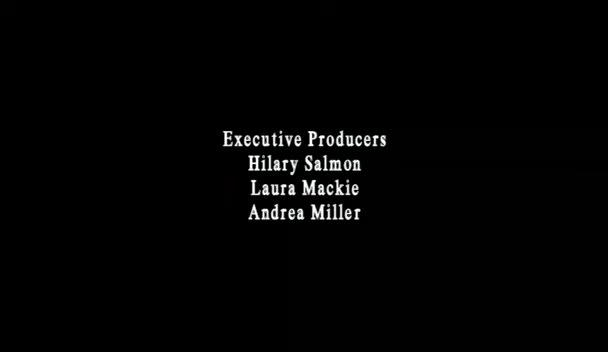 Executive Producers
Hilary Salmon
Laura Mackie
Andrea Miller